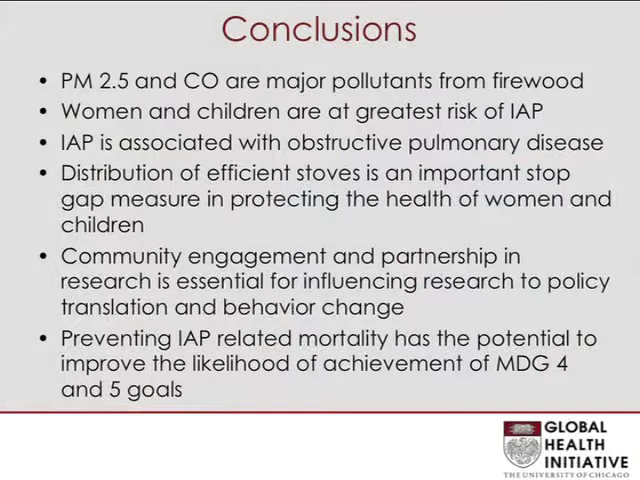 Conclusions
• PM 2.5 and CO are major pollutants from firewood
• Women and children are at greatest risk of IAP
• IAP is associated with obstructive pulmonary disease
• Distribution of efficient stoves is an important stop
gap measure in protecting the health of women and
children
• Community engagement and partnership in
research is essential for influencing research to policy
translation and behavior change
• Preventing IAP related mortality has the potential to
improve the likelihood of achievement of MDG 4
and 5 goals
GLOBAL
HEALTH
INITIATIVE
THE UNIVERSITY OF CHICAGO